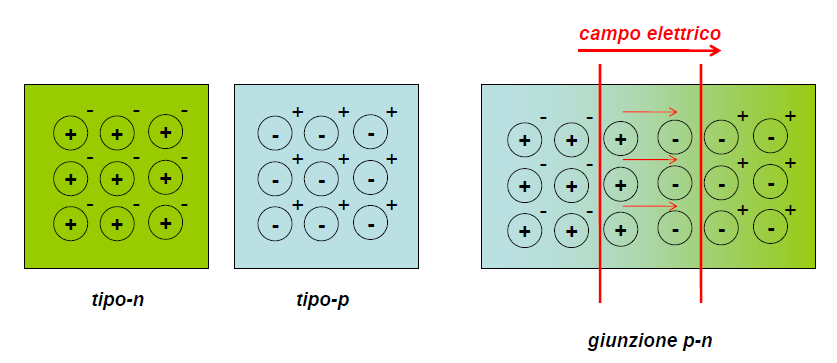 campo elettrico
- - - + + + - - + +
+ + + - - - + + + - - -
- - - + + + - - + +
+ + + - - - + + + - - -
- - - + + + - - + +
+ + + - - - + + + - - -
tipo-n tipo-p
giunzione p-n